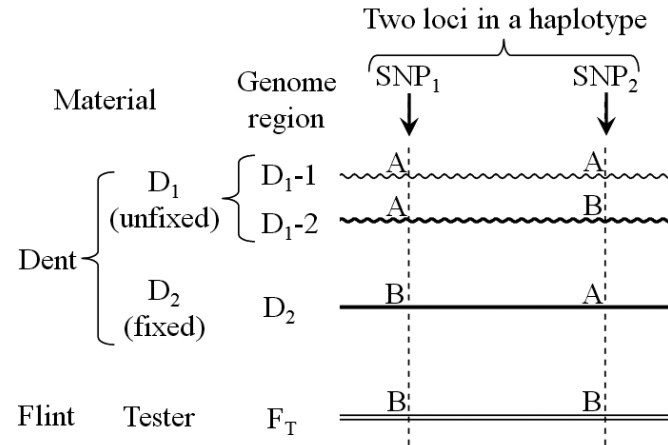 Two loci in a haplotype
Material Genome region SNP₁ SNP₂
D₁ (unfixed) D₁-1 A A
D₁-2 A B
Dent
D₂ (fixed) D₂ B A
Flint Tester F_T B B